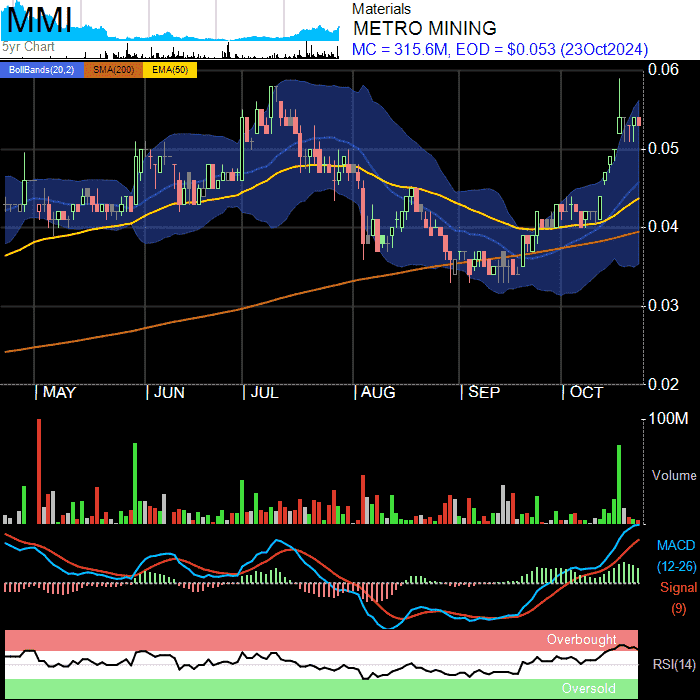 MMI
5yr Chart
Materials
METRO MINING
MC = 315.6M, EOD = $0.053 (23Oct2024)
BollBands(20,2) SMA(200) EMA(50)
0.06
0.05
0.04
0.03
0.02
| MAY | JUN | JUL | AUG | SEP | OCT
100M
Volume
MACD
(12-26)
Signal
(9)
Overbought
RSI(14)
Oversold